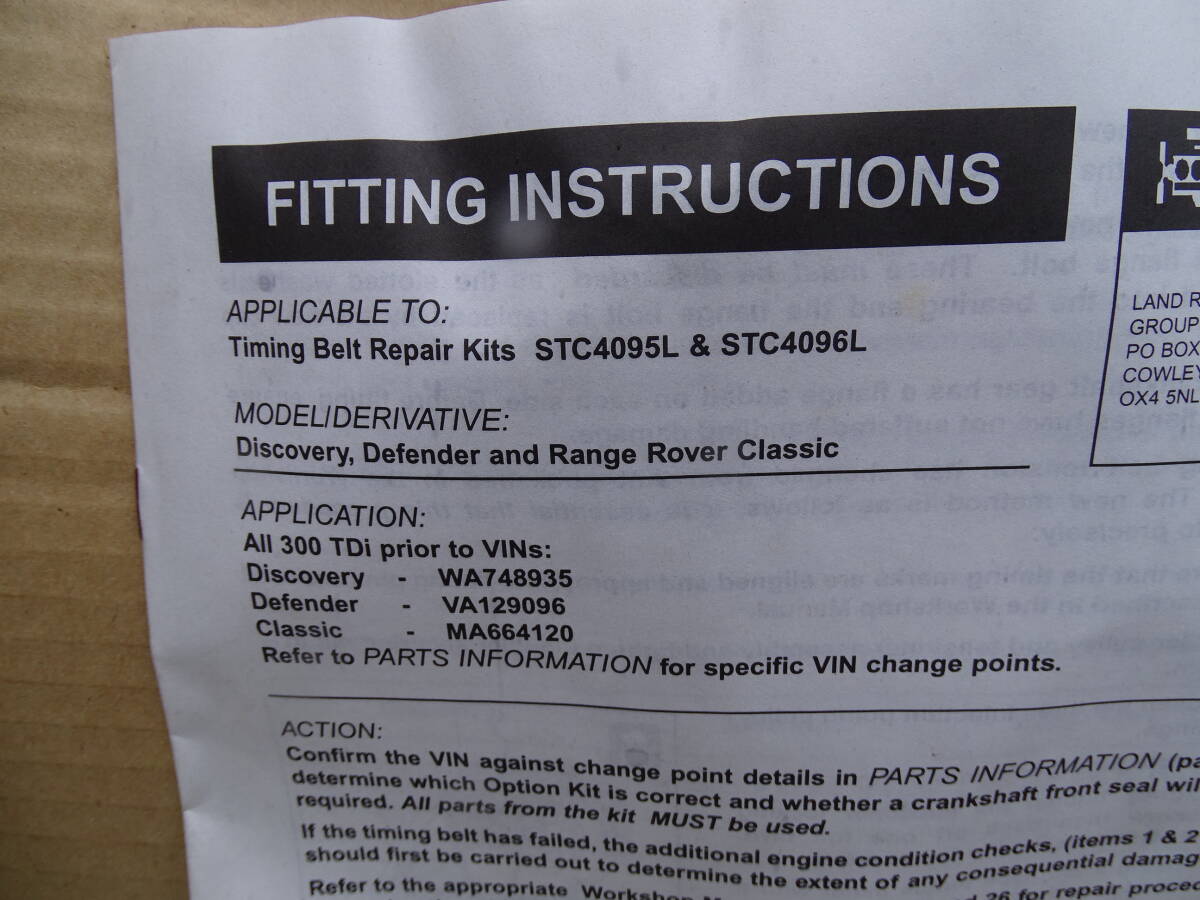 FITTING INSTRUCTIONS
APPLICABLE TO:
Timing Belt Repair Kits STC4095L & STC4096L
MODEL/DERIVATIVE:
Discovery, Defender and Range Rover Classic
LAND R
GROUP
PO BOX
COWLEY
OX4 5NL
APPLICATION:
All 300 TDi prior to VINs:
Discovery - WA748935
Defender - VA129096
Classic - MA664120
Refer to PARTS INFORMATION for specific VIN change points.
ACTION:
Confirm the VIN against change point details in PARTS INFORMATION (pa
determine which Option Kit is correct and whether a crankshaft front seal wil
required. All parts from the kit MUST be used.
If the timing belt has failed, the additional engine condition checks, (items 1 & 2
should first be carried out to determine the extent of any consequential damag
Refer to the appropriate Workshop 26 for repair proced